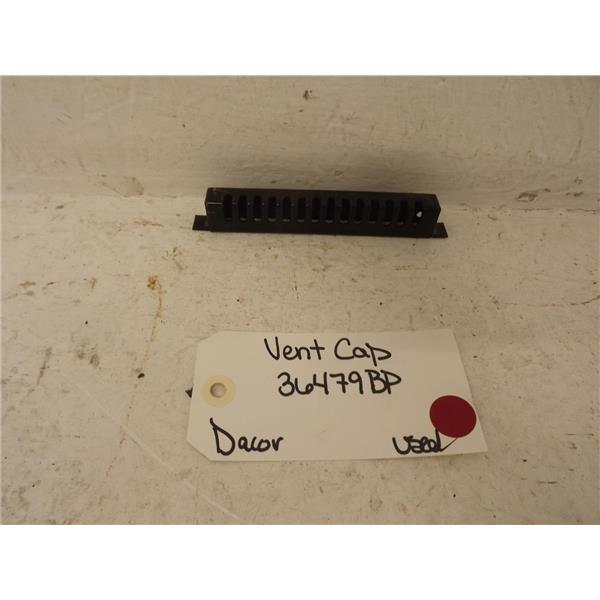 Vent Cap
36479BP
Dacor Used